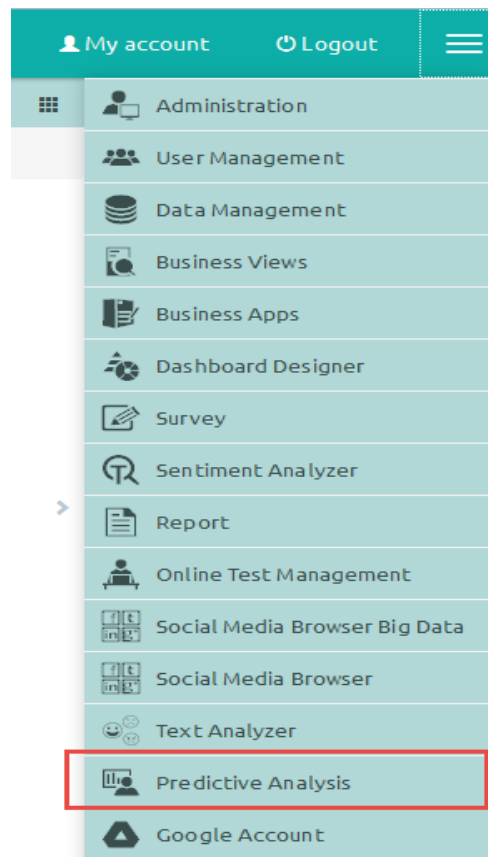 My account Logout
Administration
User Management
Data Management
Business Views
Business Apps
Dashboard Designer
Survey
Sentiment Analyzer
Report
Online Test Management
Social Media Browser Big Data
Social Media Browser
Text Analyzer
Predictive Analysis
Google Account